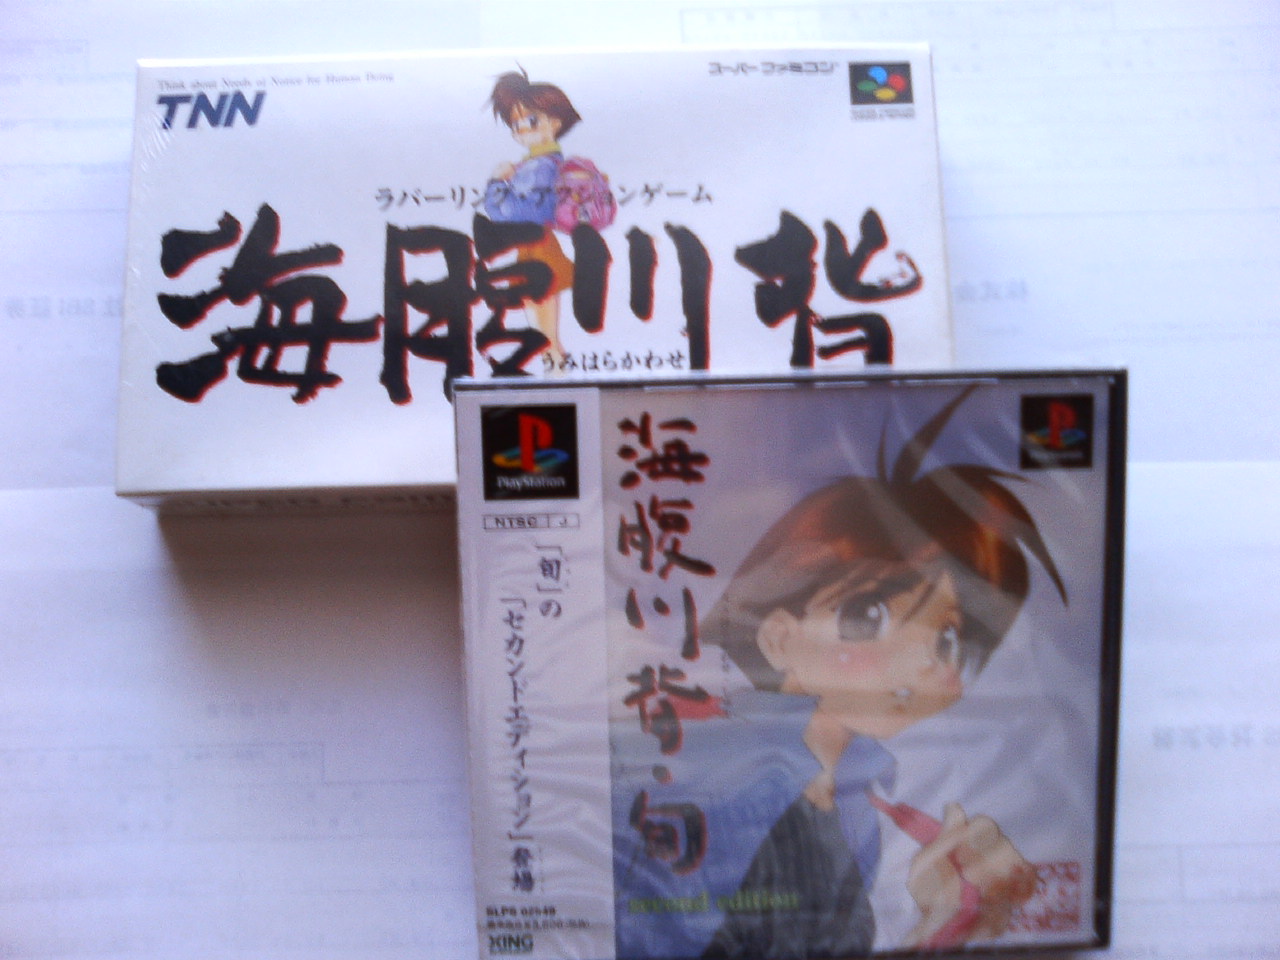 Think about Needs of Notice for Human Being
TNN
スーパーファミコン
ラバーリング・アクションゲーム
海腹川背
うみはらかわせ
PlayStation
NTSC J
「旬」の
「セカンドエディション」登場
XING
海腹川背・旬
second edition
PlayStation